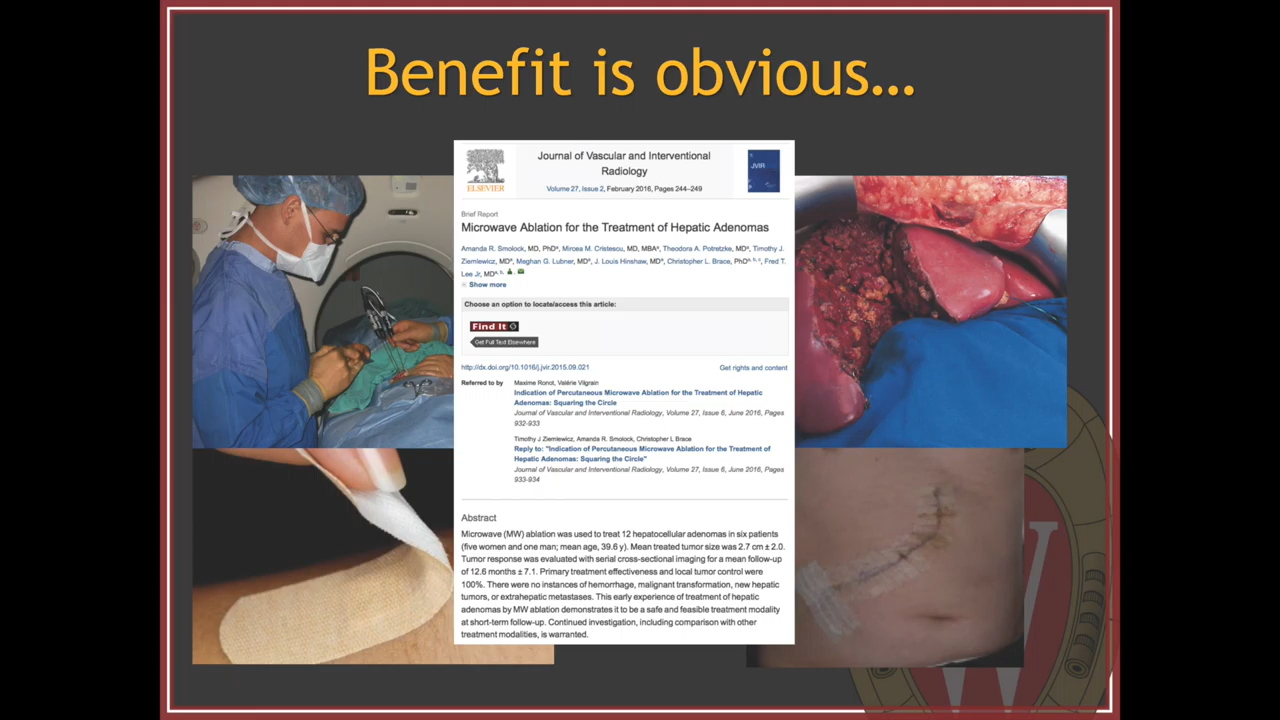 Benefit is obvious...
ELSEVIER
Journal of Vascular and Interventional
Radiology
Volume 27, Issue 2, February 2016, Pages 244–249
JVIR
Brief Report
Microwave Ablation for the Treatment of Hepatic Adenomas
Amanda R. Smolock, MD, PhDa, Mircea M. Cristescu, MD, MBAa, Theodora A. Potretzke, MDa, Timothy J.
Ziemlewicz, MDa, Meghan G. Lubner, MDa, J. Louis Hinshaw, MDa, Christopher L. Brace, PhDa, b, c, Fred T.
Lee Jr, MDa, b,
Show more
Choose an option to locate/access this article:
Find It
Get Full Text Elsewhere
http://dx.doi.org/10.1016/j.jvir.2015.09.021
Get rights and content
Referred to by
Maxime Ronot, Valérie Vilgrain
Indication of Percutaneous Microwave Ablation for the Treatment of Hepatic
Adenomas: Squaring the Circle
Journal of Vascular and Interventional Radiology, Volume 27, Issue 6, June 2016, Pages
932-933
Timothy J Ziemlewicz, Amanda R. Smolock, Christopher L Brace
Reply to: "Indication of Percutaneous Microwave Ablation for the Treatment of
Hepatic Adenomas: Squaring the Circle"
Journal of Vascular and Interventional Radiology, Volume 27, Issue 6, June 2016, Pages
933-934
Abstract
Microwave (MW) ablation was used to treat 12 hepatocellular adenomas in six patients
(five women and one man; mean age, 39.6 y). Mean treated tumor size was 2.7 cm ± 2.0.
Tumor response was evaluated with serial cross-sectional imaging for a mean follow-up
of 12.6 months ± 7.1. Primary treatment effectiveness and local tumor control were
100%. There were no instances of hemorrhage, malignant transformation, new hepatic
tumors, or extrahepatic metastases. This early experience of treatment of hepatic
adenomas by MW ablation demonstrates it to be a safe and feasible treatment modality
at short-term follow-up. Continued investigation, including comparison with other
treatment modalities, is warranted.
W